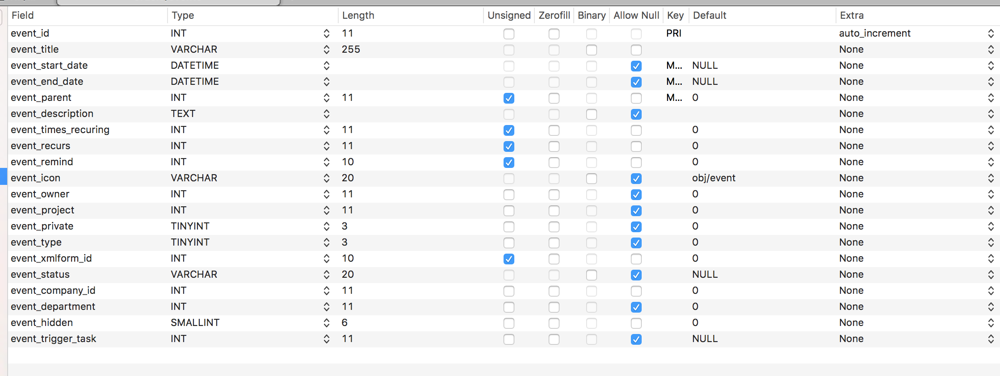 Field Type Length Unsigned Zerofill Binary Allow Null Key Default Extra
event_id INT 11 PRI auto_increment
event_title VARCHAR 255 None
event_start_date DATETIME M... NULL None
event_end_date DATETIME M... NULL None
event_parent INT 11 M... 0 None
event_description TEXT None
event_times_recuring INT 11 0 None
event_recurs INT 11 0 None
event_remind INT 10 0 None
event_icon VARCHAR 20 obj/event None
event_owner INT 11 0 None
event_project INT 11 0 None
event_private TINYINT 3 0 None
event_type TINYINT 3 0 None
event_xmlform_id INT 10 0 None
event_status VARCHAR 20 NULL None
event_company_id INT 11 0 None
event_department INT 11 0 None
event_hidden SMALLINT 6 0 None
event_trigger_task INT 11 NULL None